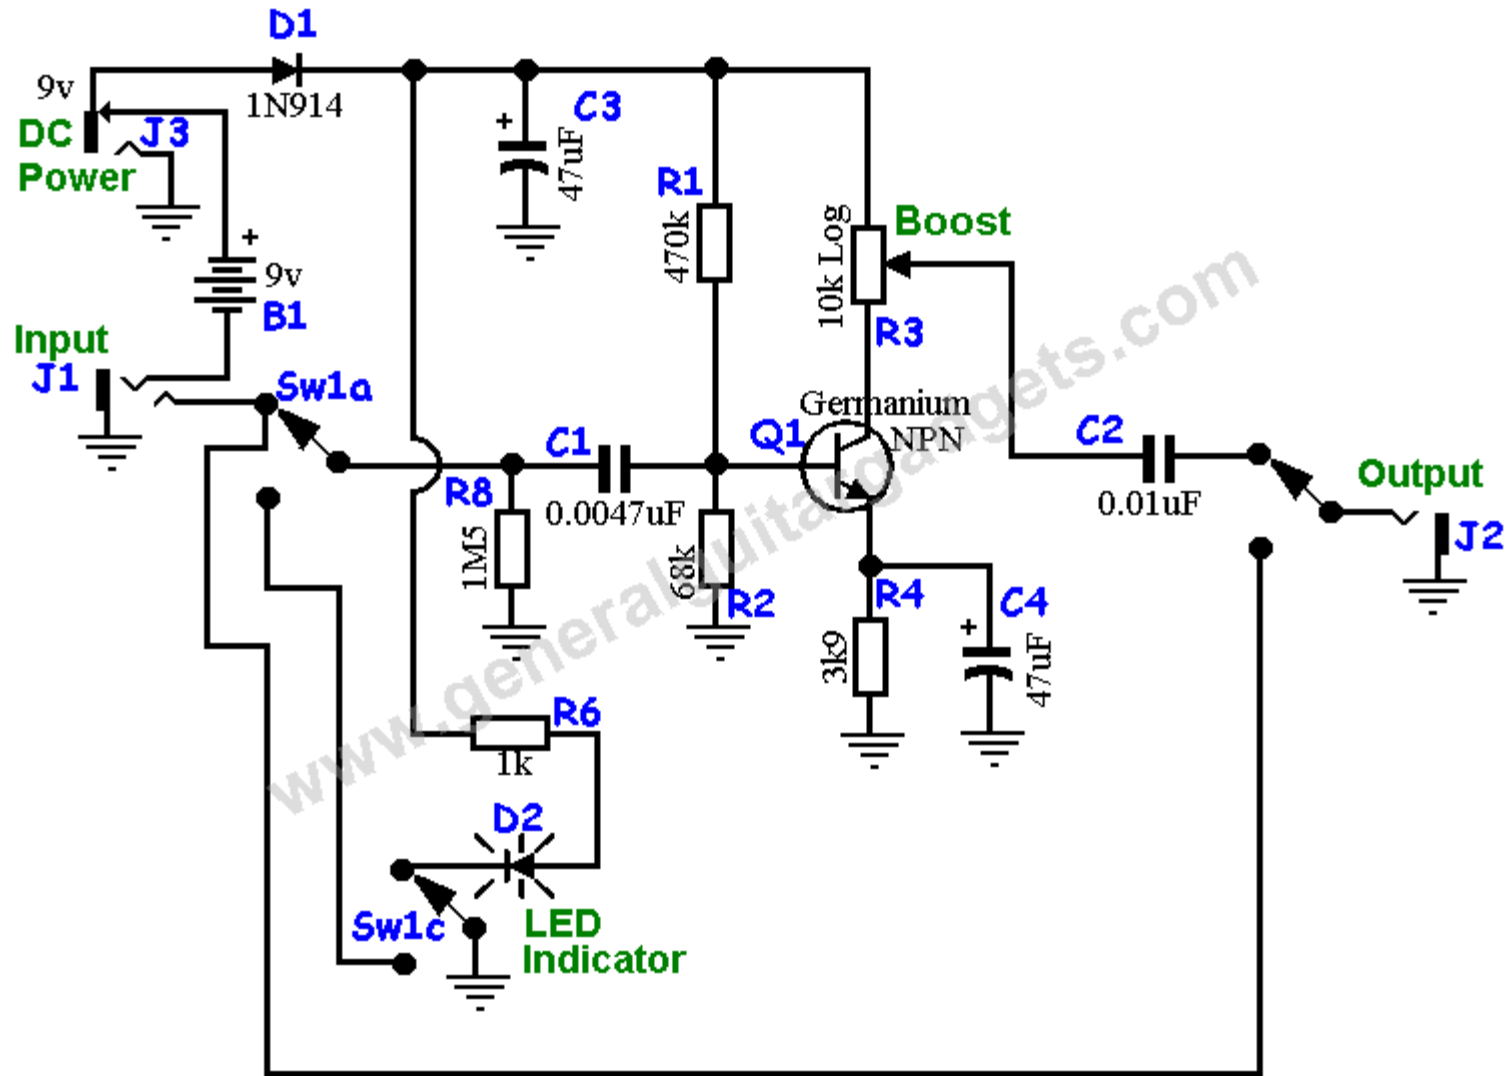 D1
9v
1N914
C3
+
DC
J3
Power
47uF
R1
470k
Boost
10k Log
R3
+
9v
B1
Input
J1
Sw1a
Germanium
NPN
Q1
C1
R8
0.0047uF
C2
0.01uF
Output
J2
1M5
68k
R2
R4
C4
+
3k9
47uF
R6
1k
D2
Sw1c
LED
Indicator
www.generalguitargadgets.com